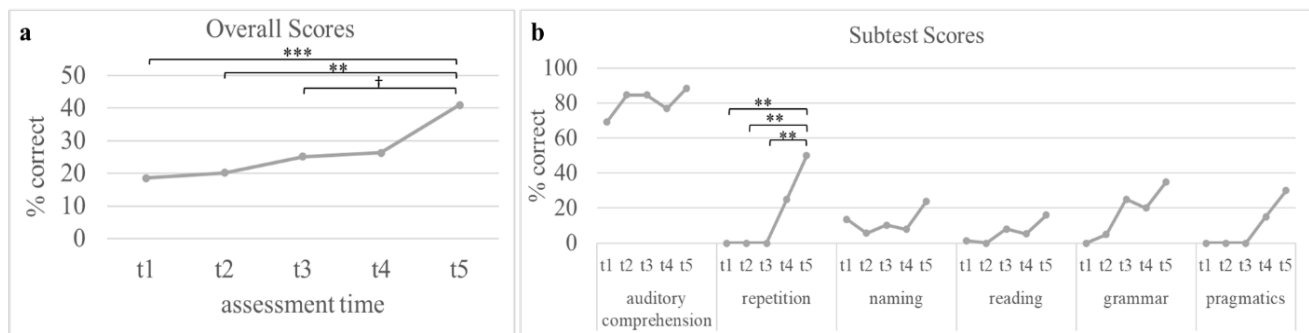 a
Overall Scores
***
**
†
50
40
30
20
10
0
% correct
t1 t2 t3 t4 t5
assessment time
b
Subtest Scores
100
80
60
40
20
0
% correct
**
**
**
t1 t2 t3 t4 t5 t1 t2 t3 t4 t5 t1 t2 t3 t4 t5 t1 t2 t3 t4 t5 t1 t2 t3 t4 t5 t1 t2 t3 t4 t5
auditory comprehension
repetition
naming
reading
grammar
pragmatics